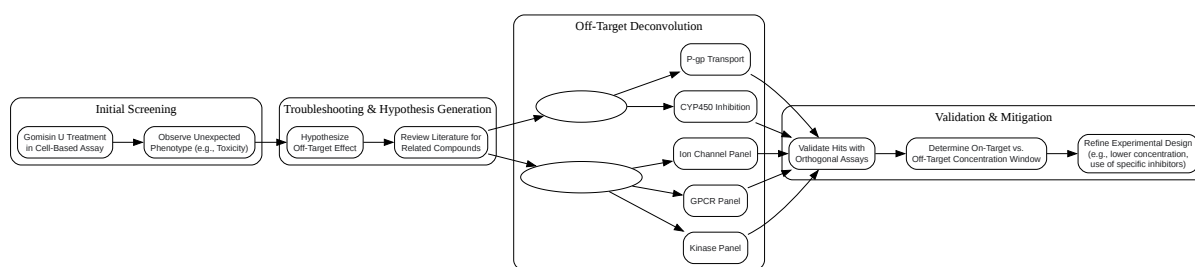 Off-Target Deconvolution
P-gp Transport
Initial Screening
Troubleshooting & Hypothesis Generation
CYP450 Inhibition
Validation & Mitigation
Gomisin U Treatment
in Cell-Based Assay
Observe Unexpected
Phenotype (e.g., Toxicity)
Hypothesize
Off-Target Effect
Review Literature for
Related Compounds
Ion Channel Panel
Validate Hits with
Orthogonal Assays
Determine On-Target vs.
Off-Target Concentration Window
Refine Experimental Design
(e.g., lower concentration,
use of specific inhibitors)
GPCR Panel
Kinase Panel